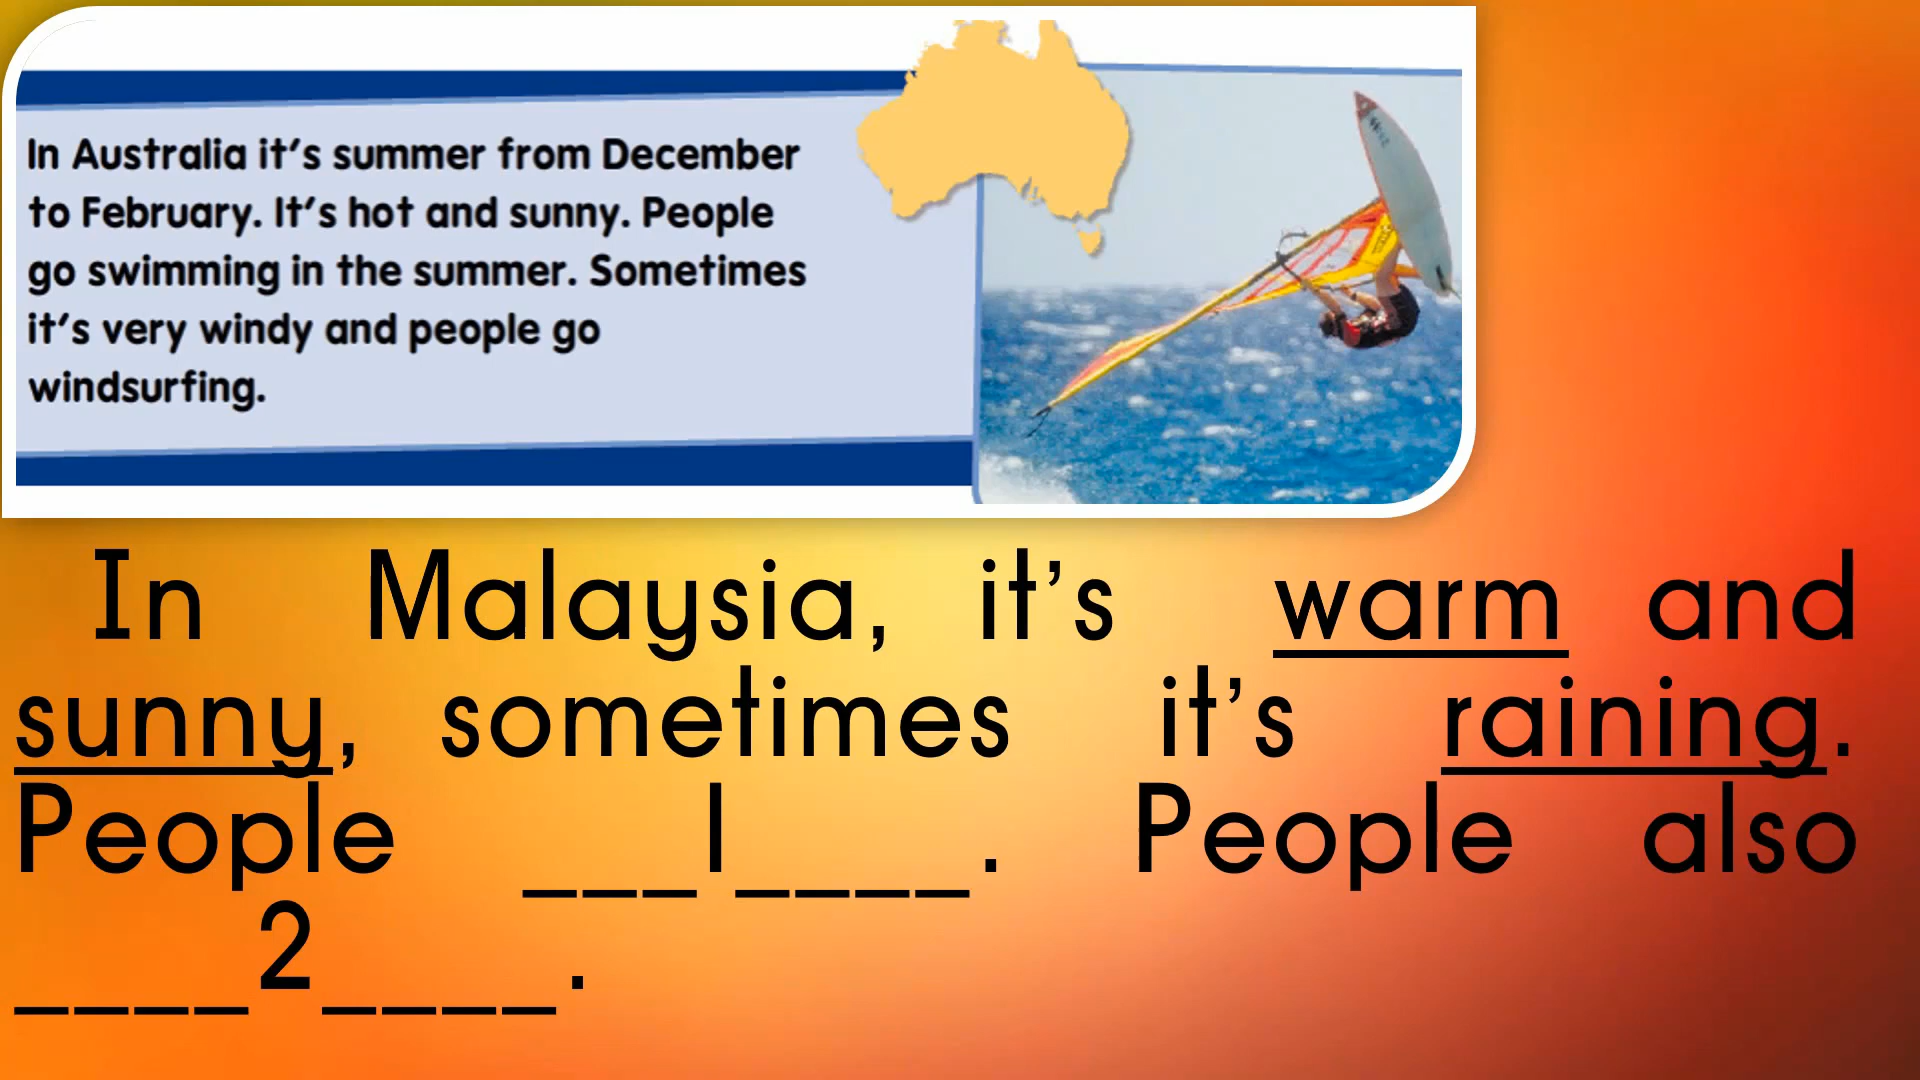 In Australia it's summer from December
to February. It's hot and sunny. People
go swimming in the summer. Sometimes
it's very windy and people go
windsurfing.
In Malaysia, it's warm and
sunny, sometimes it's raining.
People ___1____. People also
____2____.